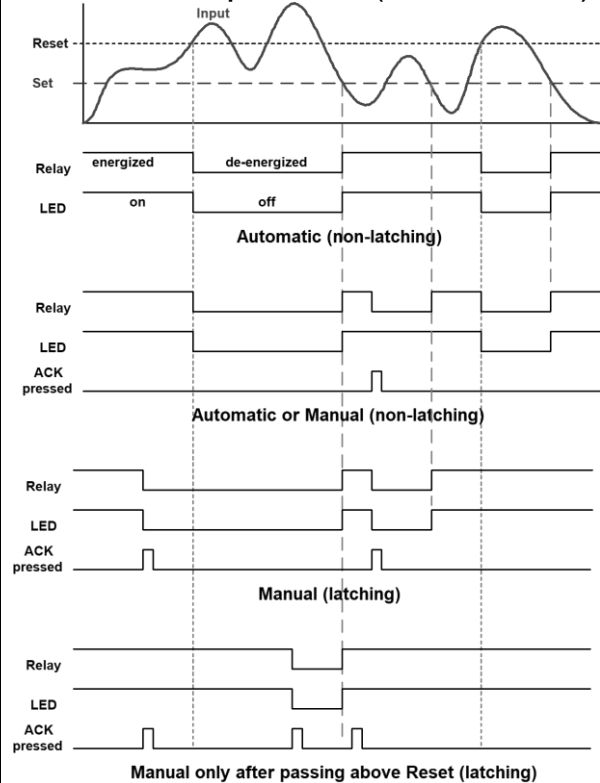 Input
Reset
Set
Relay energized de-energized
LED on off
Automatic (non-latching)
Relay
LED
ACK
pressed
Automatic or Manual (non-latching)
Relay
LED
ACK
pressed
Manual (latching)
Relay
LED
ACK
pressed
Manual only after passing above Reset (latching)